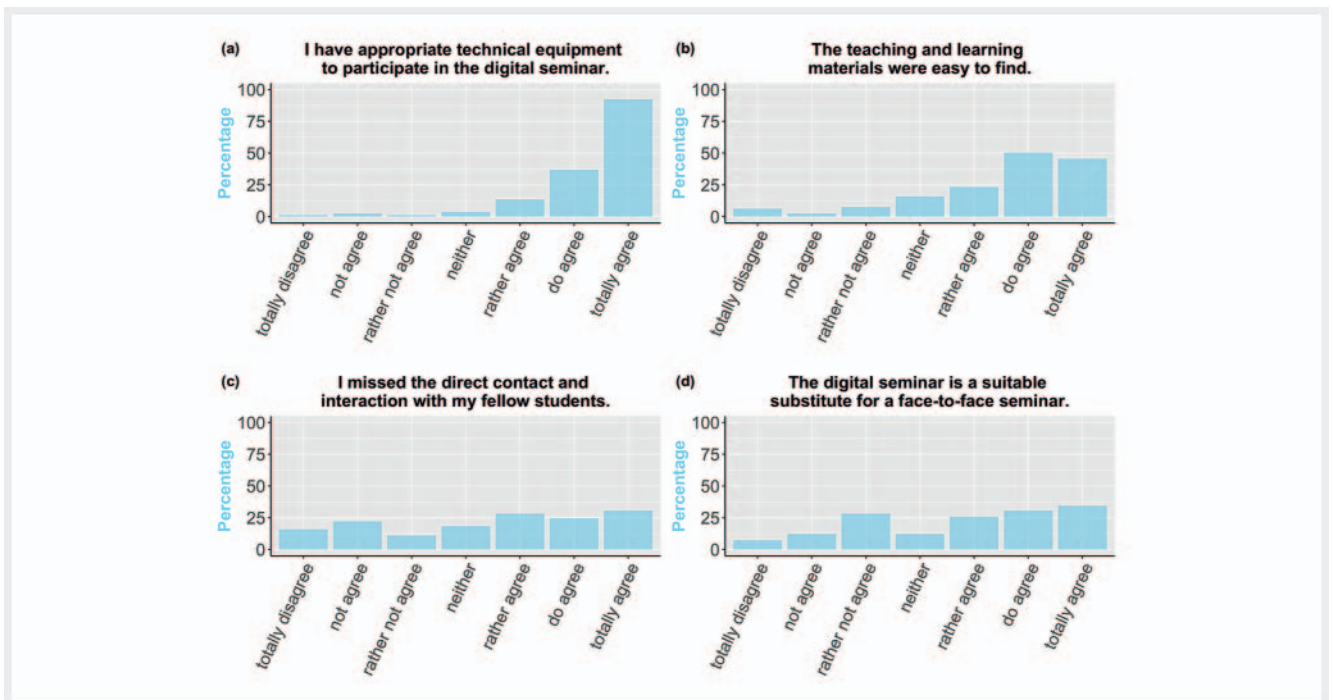 (a) I have appropriate technical equipment
to participate in the digital seminar.
Percentage
100
75
50
25
0
totally disagree
not agree
rather not agree
neither
rather agree
do agree
totally agree
(b) The teaching and learning
materials were easy to find.
Percentage
100
75
50
25
0
totally disagree
not agree
rather not agree
neither
rather agree
do agree
totally agree
(c) I missed the direct contact and
interaction with my fellow students.
Percentage
100
75
50
25
0
totally disagree
not agree
rather not agree
neither
rather agree
do agree
totally agree
(d) The digital seminar is a suitable
substitute for a face-to-face seminar.
Percentage
100
75
50
25
0
totally disagree
not agree
rather not agree
neither
rather agree
do agree
totally agree